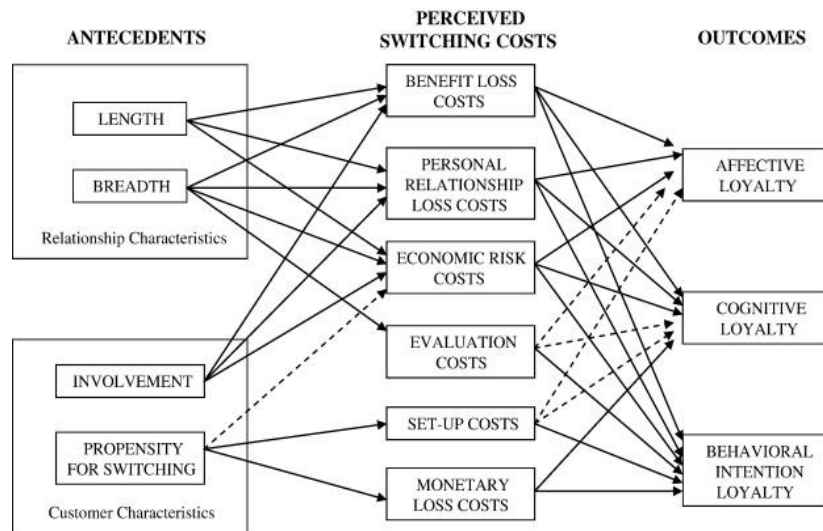 ANTECEDENTS
PERCEIVED
SWITCHING COSTS
OUTCOMES
LENGTH
BREADTH
Relationship Characteristics
INVOLVEMENT
PROPENSITY
FOR SWITCHING
Customer Characteristics
BENEFIT LOSS
COSTS
PERSONAL
RELATIONSHIP
LOSS COSTS
ECONOMIC RISK
COSTS
EVALUATION
COSTS
SET-UP COSTS
MONETARY
LOSS COSTS
AFFECTIVE
LOYALTY
COGNITIVE
LOYALTY
BEHAVIORAL
INTENTION
LOYALTY